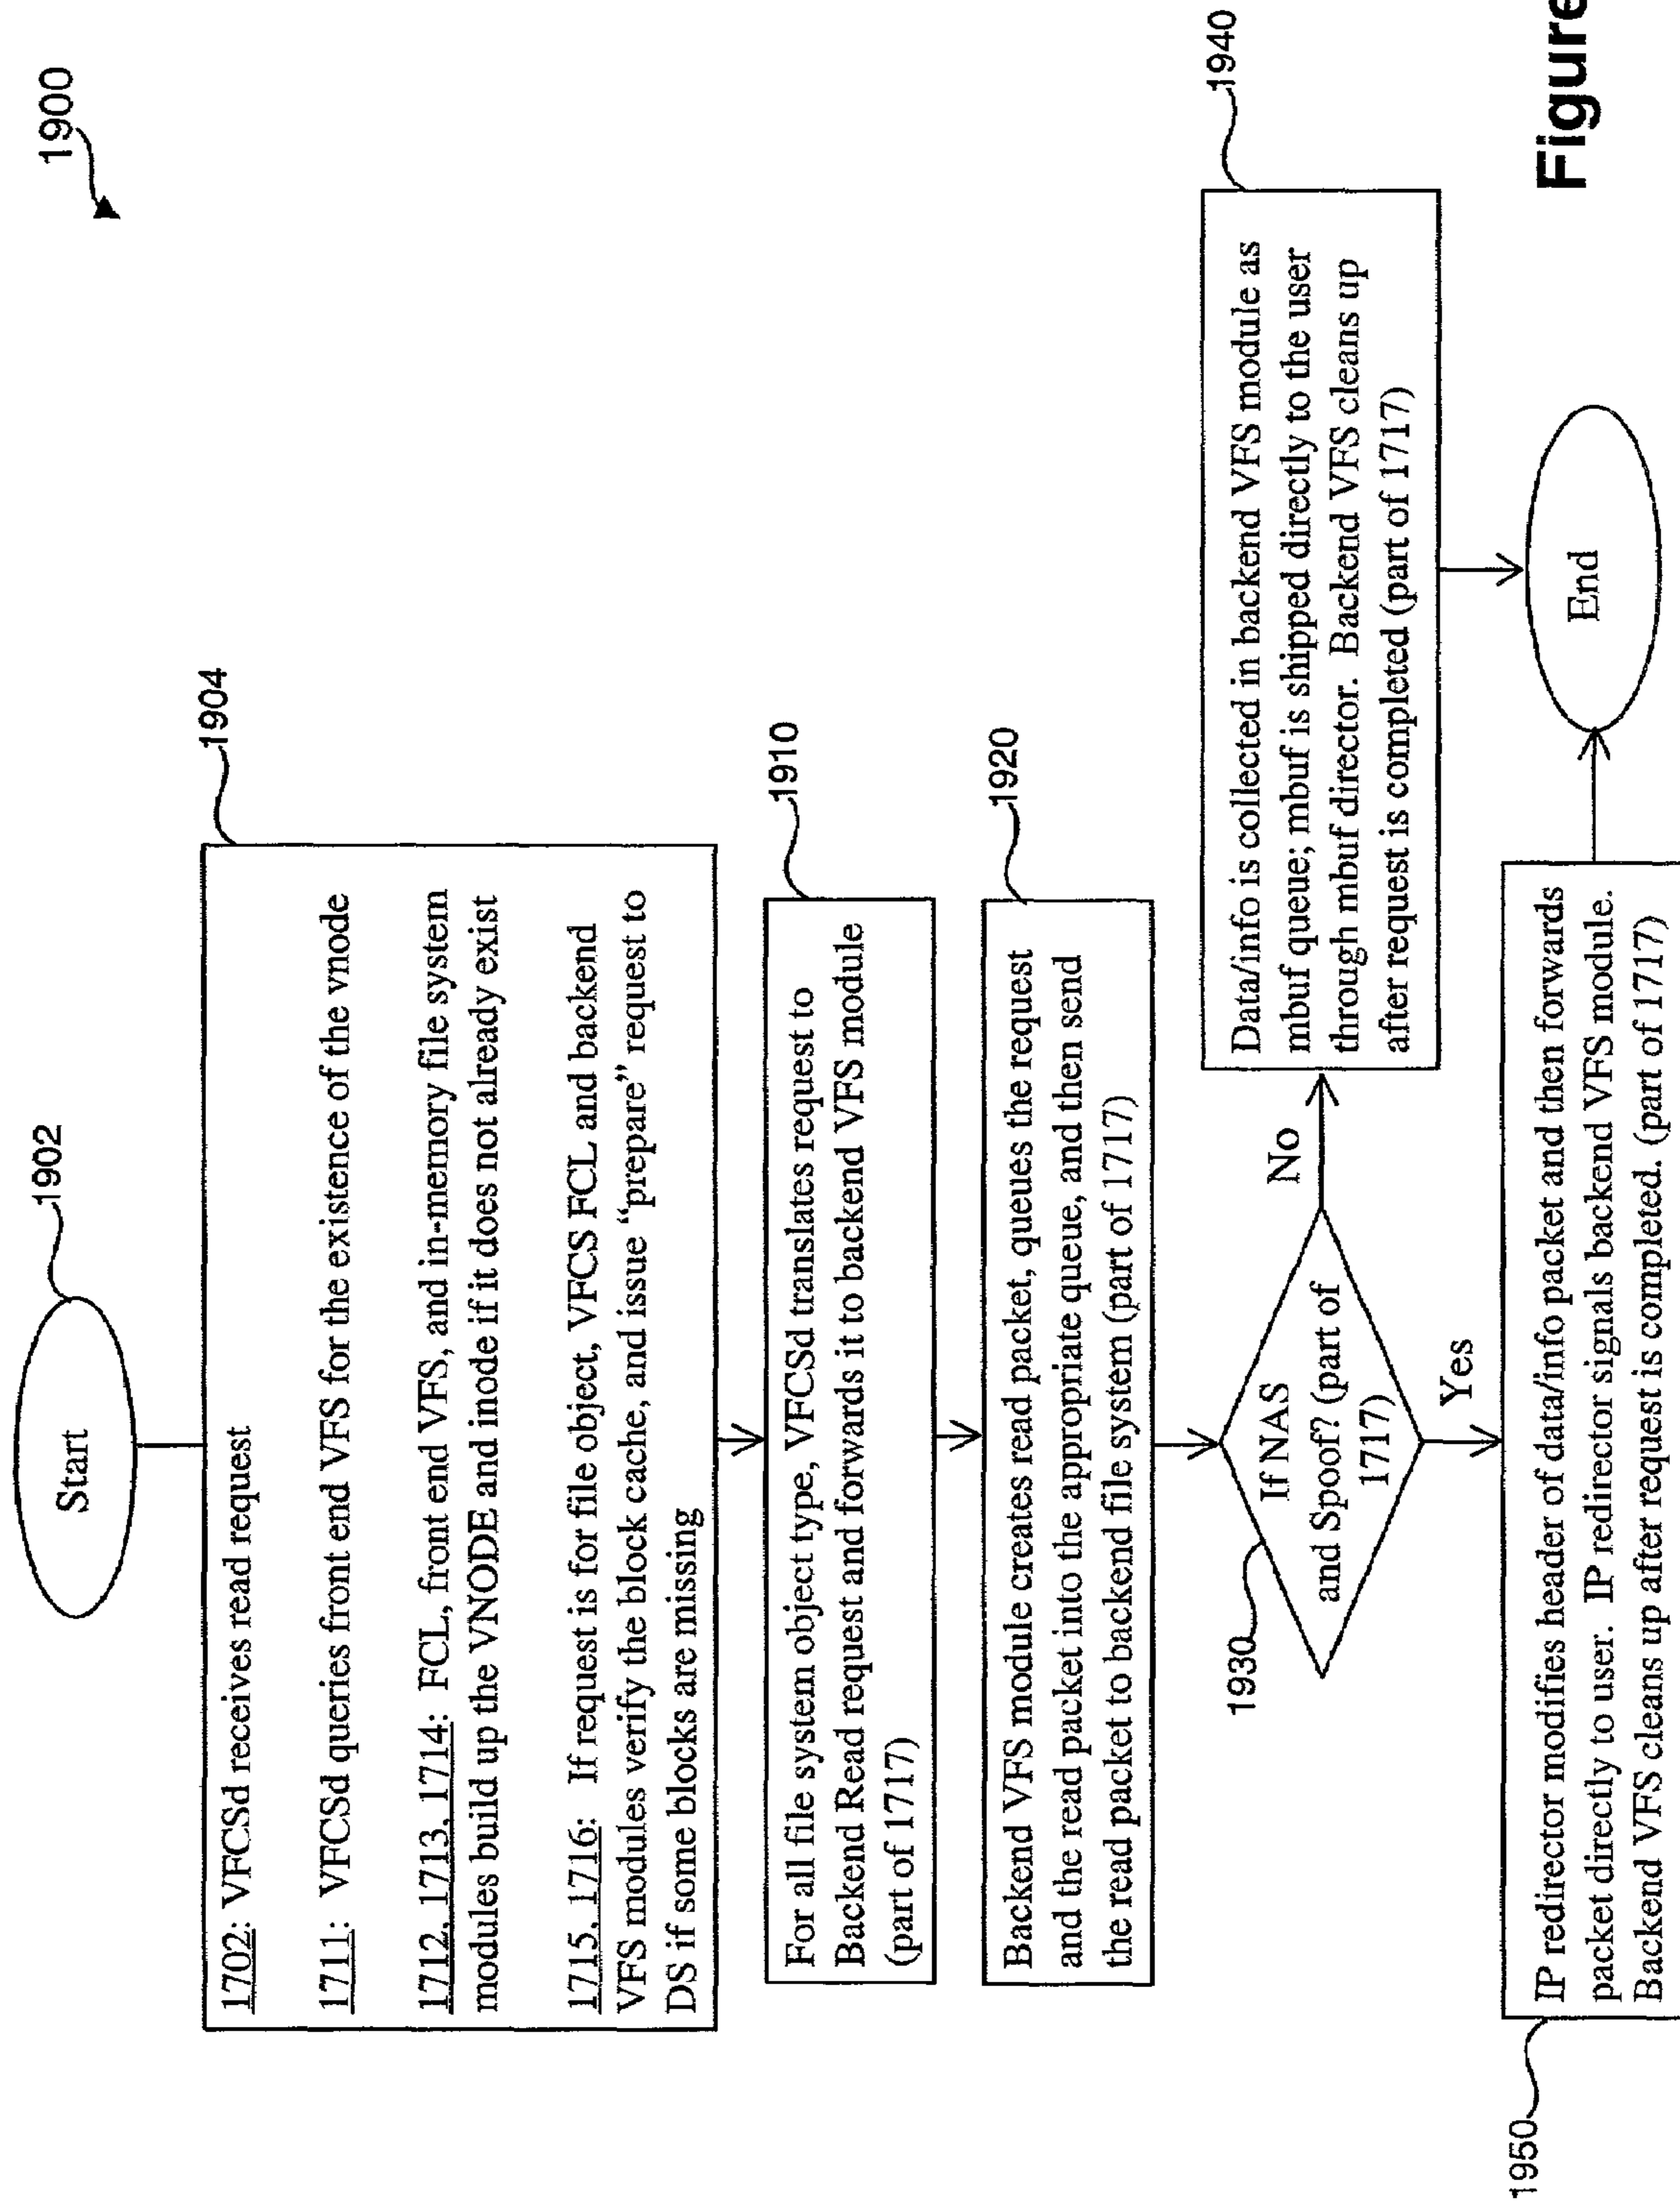 1900
Start
1902
1702: VFCSd receives read request
1711: VFCSd queries front end VFS for the existence of the vnode
1712, 1713, 1714: FCL, front end VFS, and in-memory file system
modules build up the VNODE and inode if it does not already exist
1715, 1716: If request is for file object, VFCS FCL and backend
VFS modules verify the block cache, and issue “prepare” request to
DS if some blocks are missing
1904
For all file system object type, VFCSd translates request to
Backend Read request and forwards it to backend VFS module
(part of 1717)
1910
Backend VFS module creates read packet, queues the request
and the read packet into the appropriate queue, and then send
the read packet to backend file system (part of 1717)
1920
1930
If NAS
and Spoof? (part of
1717)
No
Yes
Data/info is collected in backend VFS module as
mbuf queue; mbuf is shipped directly to the user
through mbuf director. Backend VFS cleans up
after request is completed (part of 1717)
1940
IP redirector modifies header of data/info packet and then forwards
packet directly to user. IP redirector signals backend VFS module.
Backend VFS cleans up after request is completed. (part of 1717)
1950
End
Figure